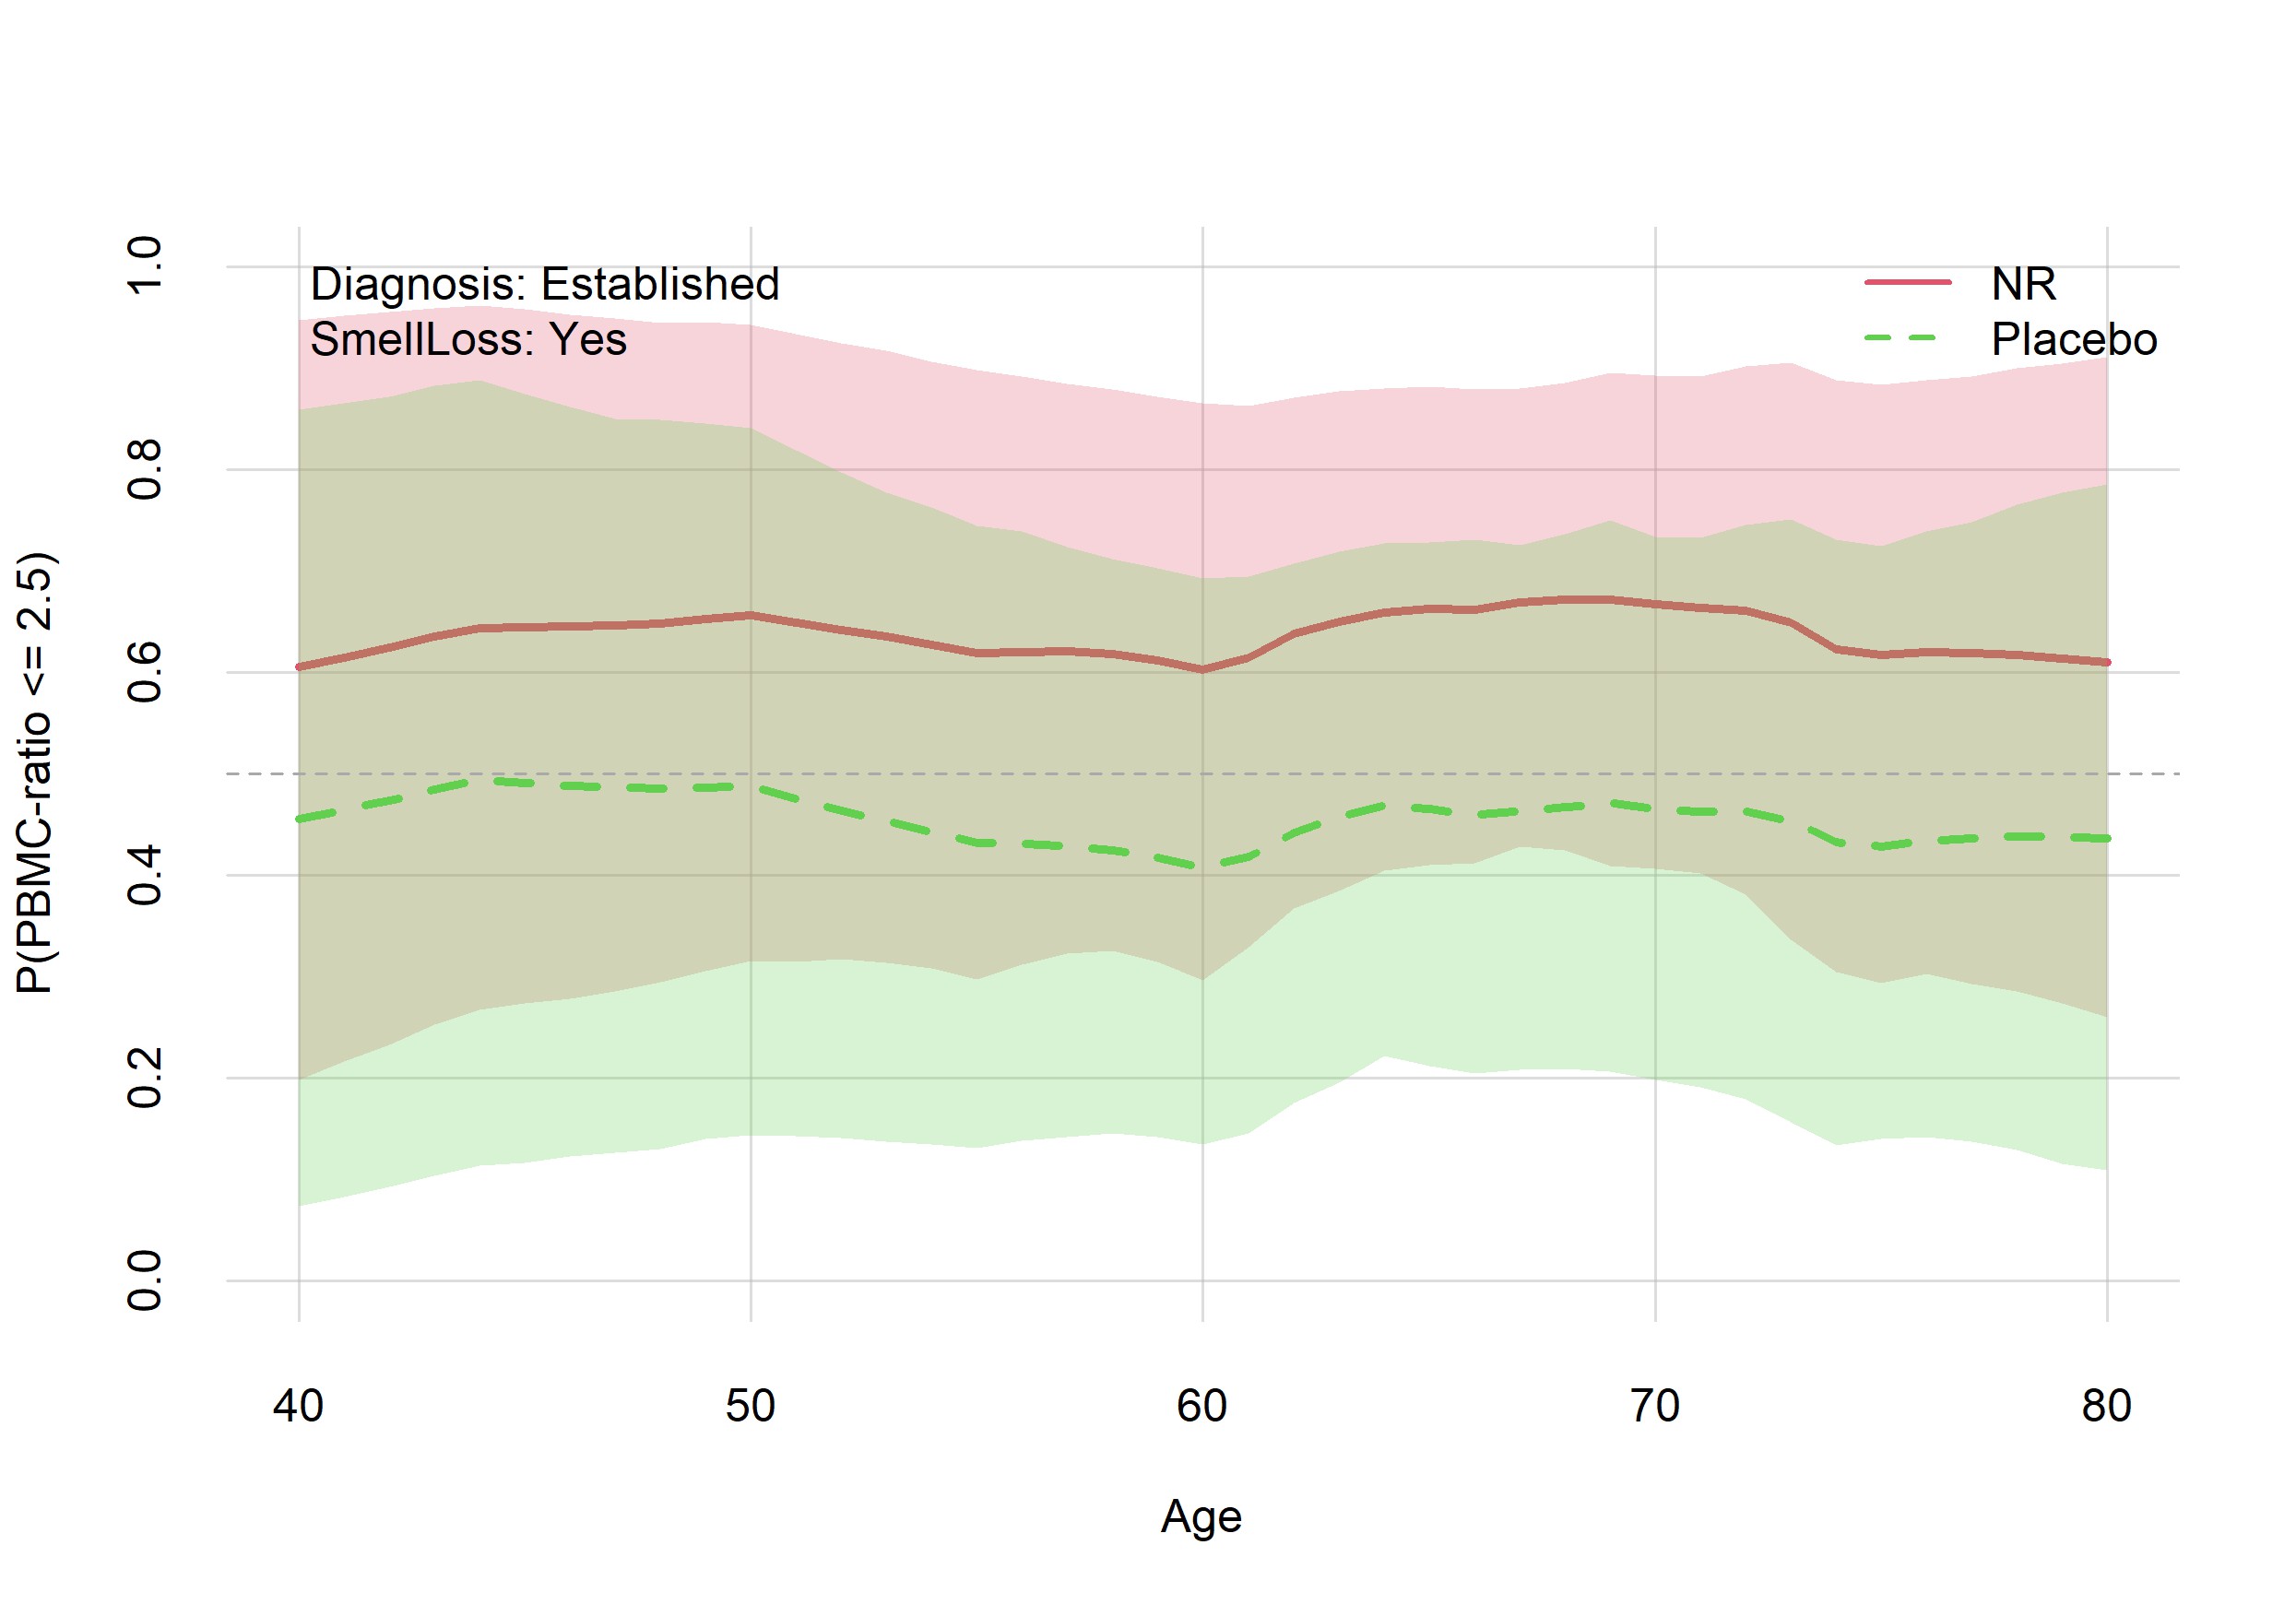 Diagnosis: Established
SmellLoss: Yes
NR
Placebo
P(PBMC-ratio <= 2.5)
1.0
0.8
0.6
0.4
0.2
0.0
40 50 60 70 80
Age